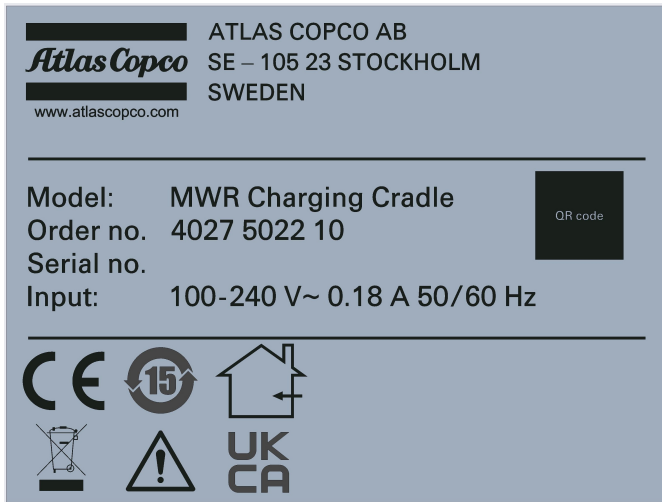 Atlas Copco
www.atlascopco.com
ATLAS COPCO AB
SE – 105 23 STOCKHOLM
SWEDEN
Model: MWR Charging Cradle
Order no. 4027 5022 10
Serial no.
Input: 100-240 V~ 0.18 A 50/60 Hz
QR code
CE
15
UK
CA